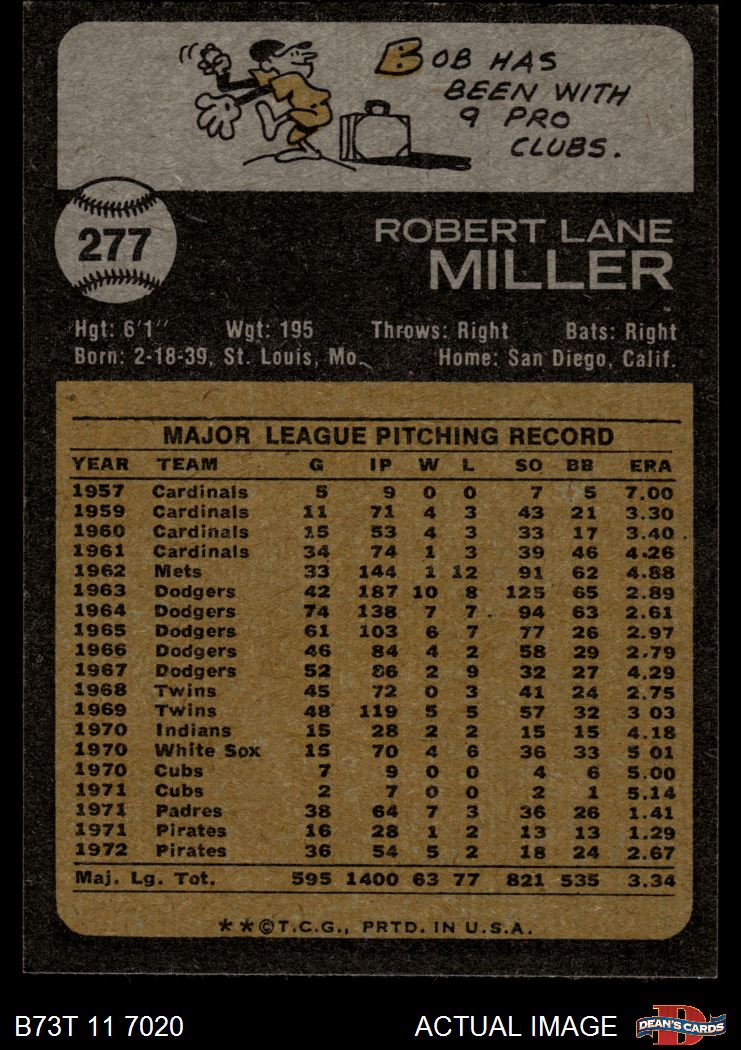 BOB HAS
BEEN WITH
9 PRO
CLUBS.
277
ROBERT LANE
MILLER
Hgt: 6'1" Wgt: 195 Throws: Right Bats: Right
Born: 2-18-39, St. Louis, Mo. Home: San Diego, Calif.
MAJOR LEAGUE PITCHING RECORD
YEAR TEAM G IP W L SO BB ERA
1957 Cardinals 5 9 0 0 7 5 7.00
1959 Cardinals 11 71 4 3 43 21 3.30
1960 Cardinals 15 53 4 3 33 17 3.40
1961 Cardinals 34 74 1 3 39 46 4.26
1962 Mets 33 144 1 12 91 62 4.88
1963 Dodgers 42 187 10 8 125 65 2.89
1964 Dodgers 74 138 7 7 94 63 2.61
1965 Dodgers 61 103 6 7 77 26 2.97
1966 Dodgers 46 84 4 2 58 29 2.79
1967 Dodgers 52 86 2 9 32 27 4.29
1968 Twins 45 72 0 3 41 24 2.75
1969 Twins 48 119 5 5 57 32 3 03
1970 Indians 15 28 2 2 15 15 4.18
1970 White Sox 15 70 4 6 36 33 5 01
1970 Cubs 7 9 0 0 4 6 5.00
1971 Cubs 2 7 0 0 2 1 5.14
1971 Padres 38 64 7 3 36 26 1.41
1971 Pirates 16 28 1 2 13 13 1.29
1972 Pirates 36 54 5 2 18 24 2.67
Maj. Lg. Tot. 595 1400 63 77 821 535 3.34
**©T.C.G., PRTD. IN U.S.A.
B73T 11 7020 ACTUAL IMAGE DEAN'S CARDS